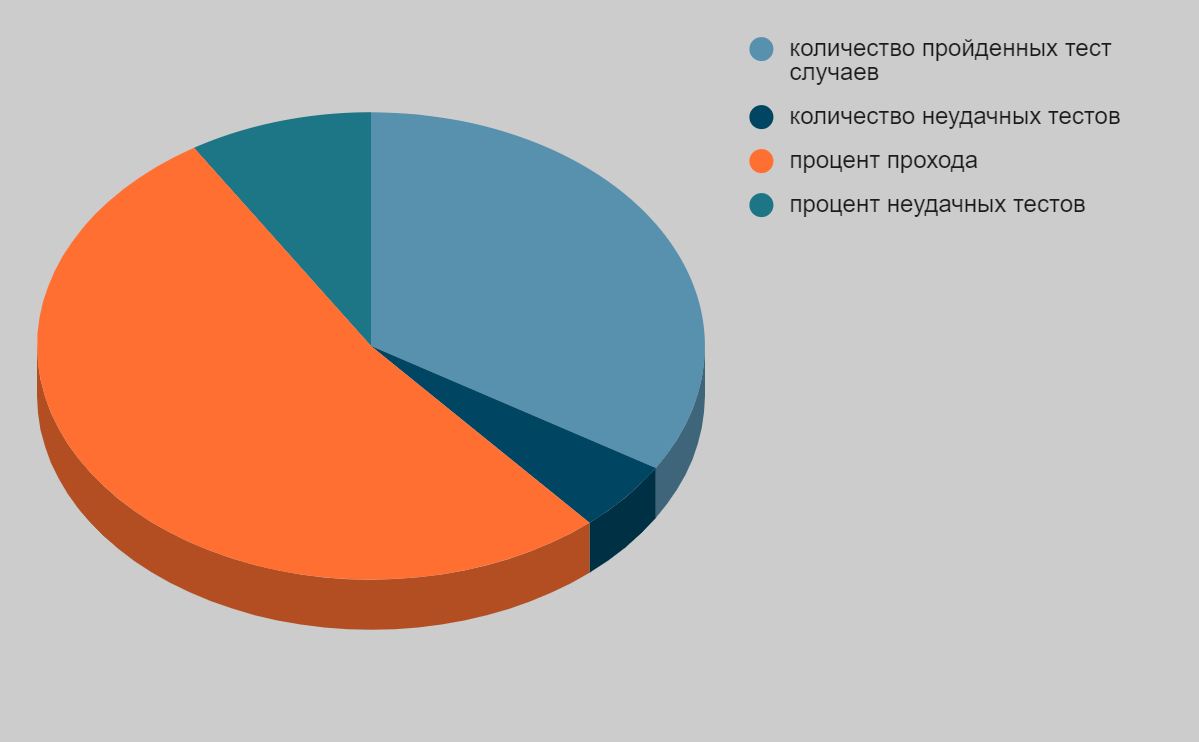 количество пройденных тест
случаев
количество неудачных тестов
процент прохода
процент неудачных тестов